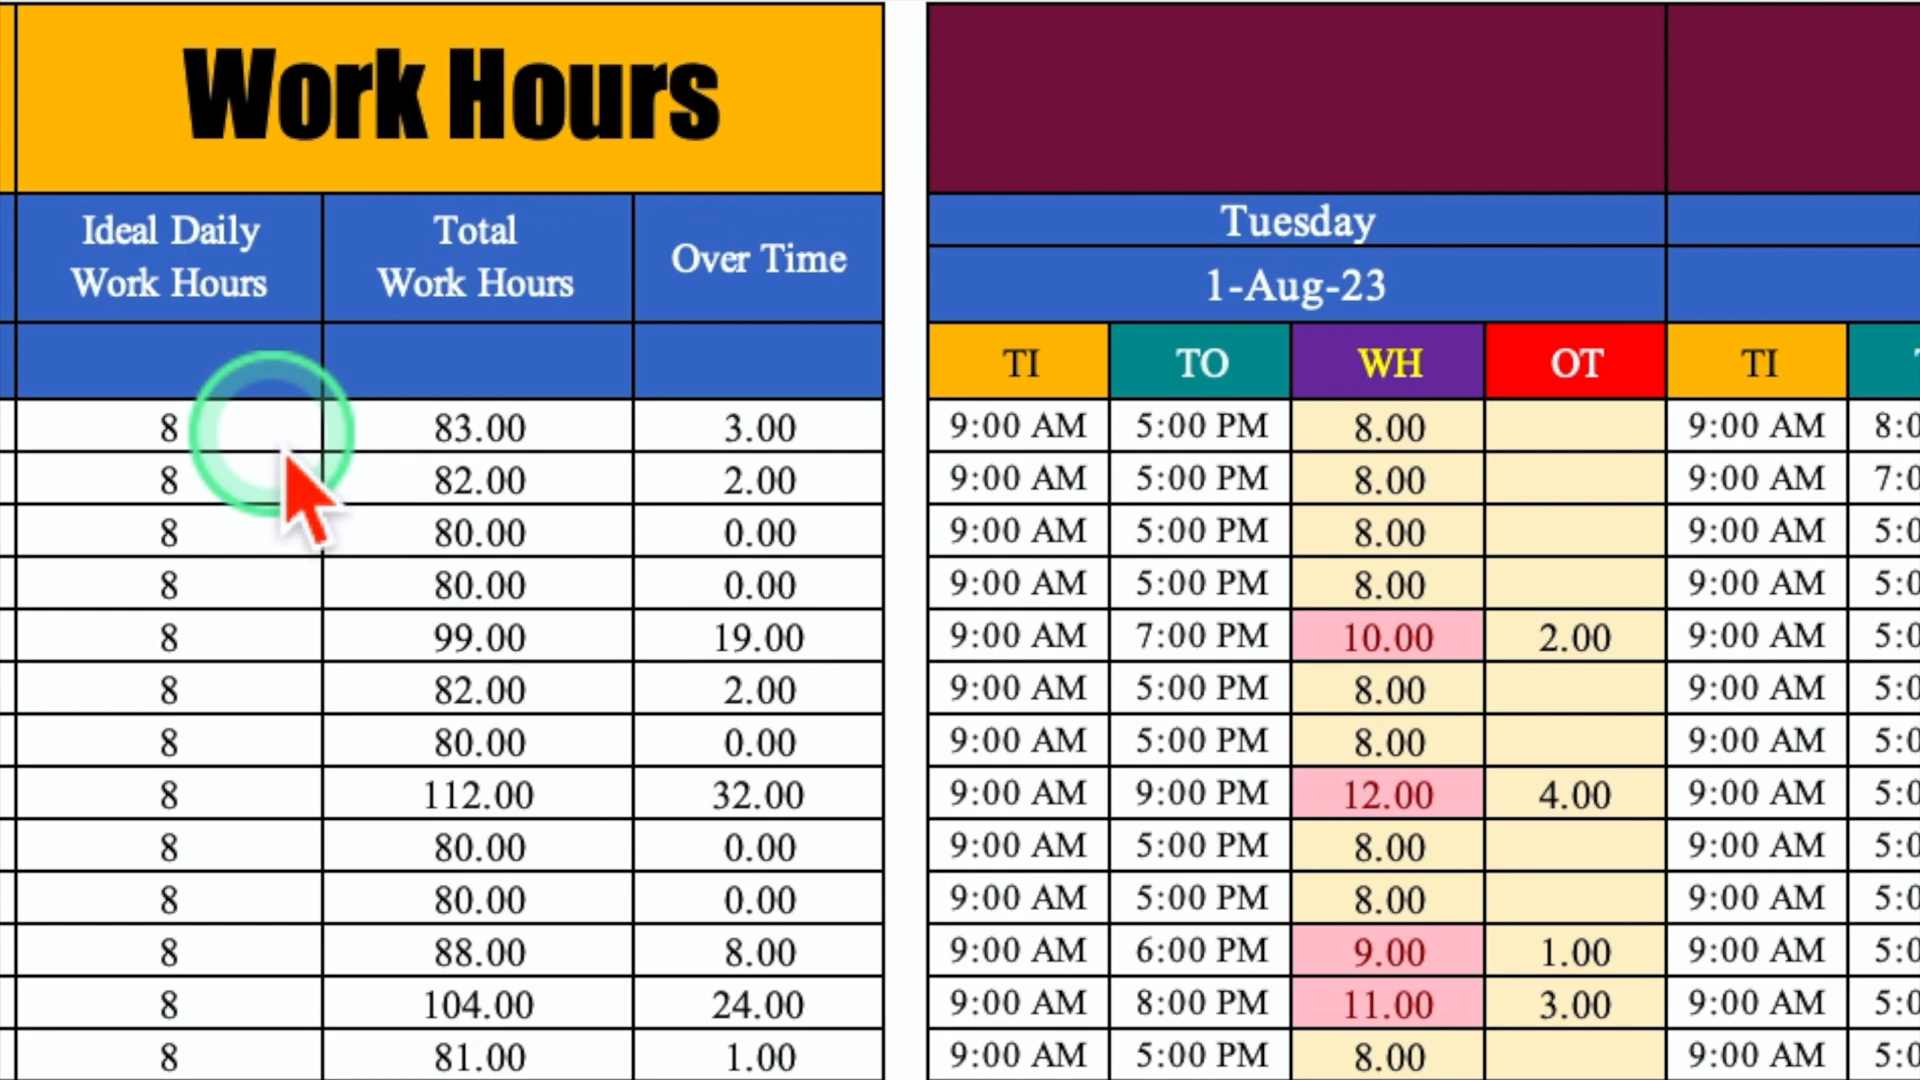 Work Hours
Ideal Daily Work Hours Total Work Hours Over Time Tuesday
1-Aug-23
TI TO WH OT TI
8 83.00 3.00 9:00 AM 5:00 PM 8.00 9:00 AM
8 82.00 2.00 9:00 AM 5:00 PM 8.00 9:00 AM
8 80.00 0.00 9:00 AM 5:00 PM 8.00 9:00 AM
8 80.00 0.00 9:00 AM 5:00 PM 8.00 9:00 AM
8 99.00 19.00 9:00 AM 7:00 PM 10.00 2.00 9:00 AM
8 82.00 2.00 9:00 AM 5:00 PM 8.00 9:00 AM
8 80.00 0.00 9:00 AM 5:00 PM 8.00 9:00 AM
8 112.00 32.00 9:00 AM 9:00 PM 12.00 4.00 9:00 AM
8 80.00 0.00 9:00 AM 5:00 PM 8.00 9:00 AM
8 80.00 0.00 9:00 AM 5:00 PM 8.00 9:00 AM
8 88.00 8.00 9:00 AM 6:00 PM 9.00 1.00 9:00 AM
8 104.00 24.00 9:00 AM 8:00 PM 11.00 3.00 9:00 AM
8 81.00 1.00 9:00 AM 5:00 PM 8.00 9:00 AM